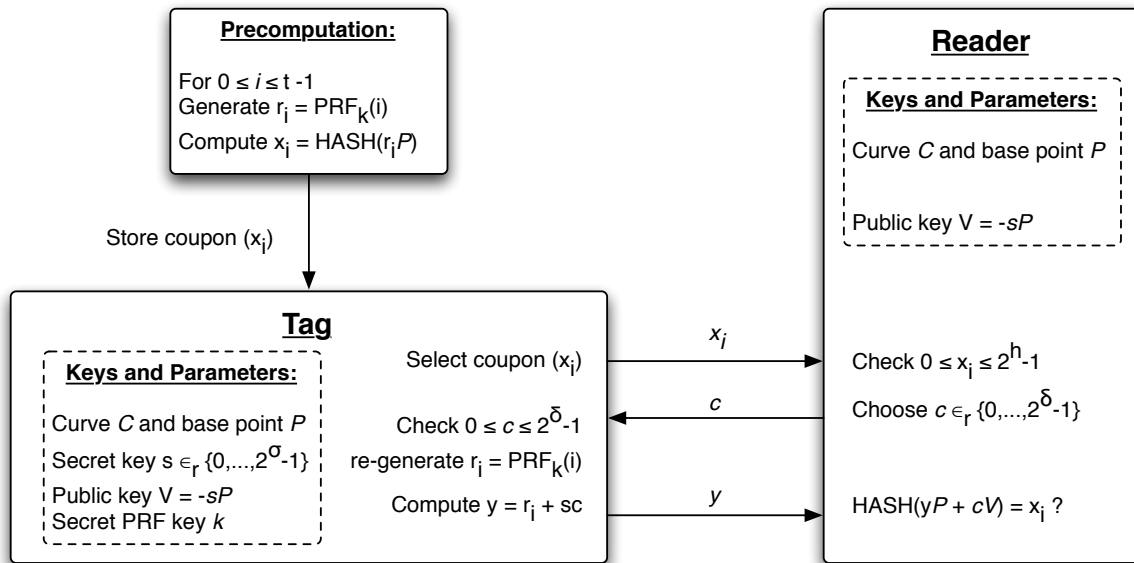 Precomputation:
For 0 ≤ i ≤ t -1
Generate r_i = PRF_k(i)
Compute x_i = HASH(r_iP)
Store coupon (x_i)
Tag
Keys and Parameters:
Curve C and base point P
Secret key s ∈_r {0,...,2^σ-1}
Public key V = -sP
Secret PRF key k
Select coupon (x_i)
Check 0 ≤ c ≤ 2^δ-1
re-generate r_i = PRF_k(i)
Compute y = r_i + sc
x_i
c
y
Reader
Keys and Parameters:
Curve C and base point P
Public key V = -sP
Check 0 ≤ x_i ≤ 2^h-1
Choose c ∈_r {0,...,2^δ-1}
HASH(yP + cV) = x_i ?